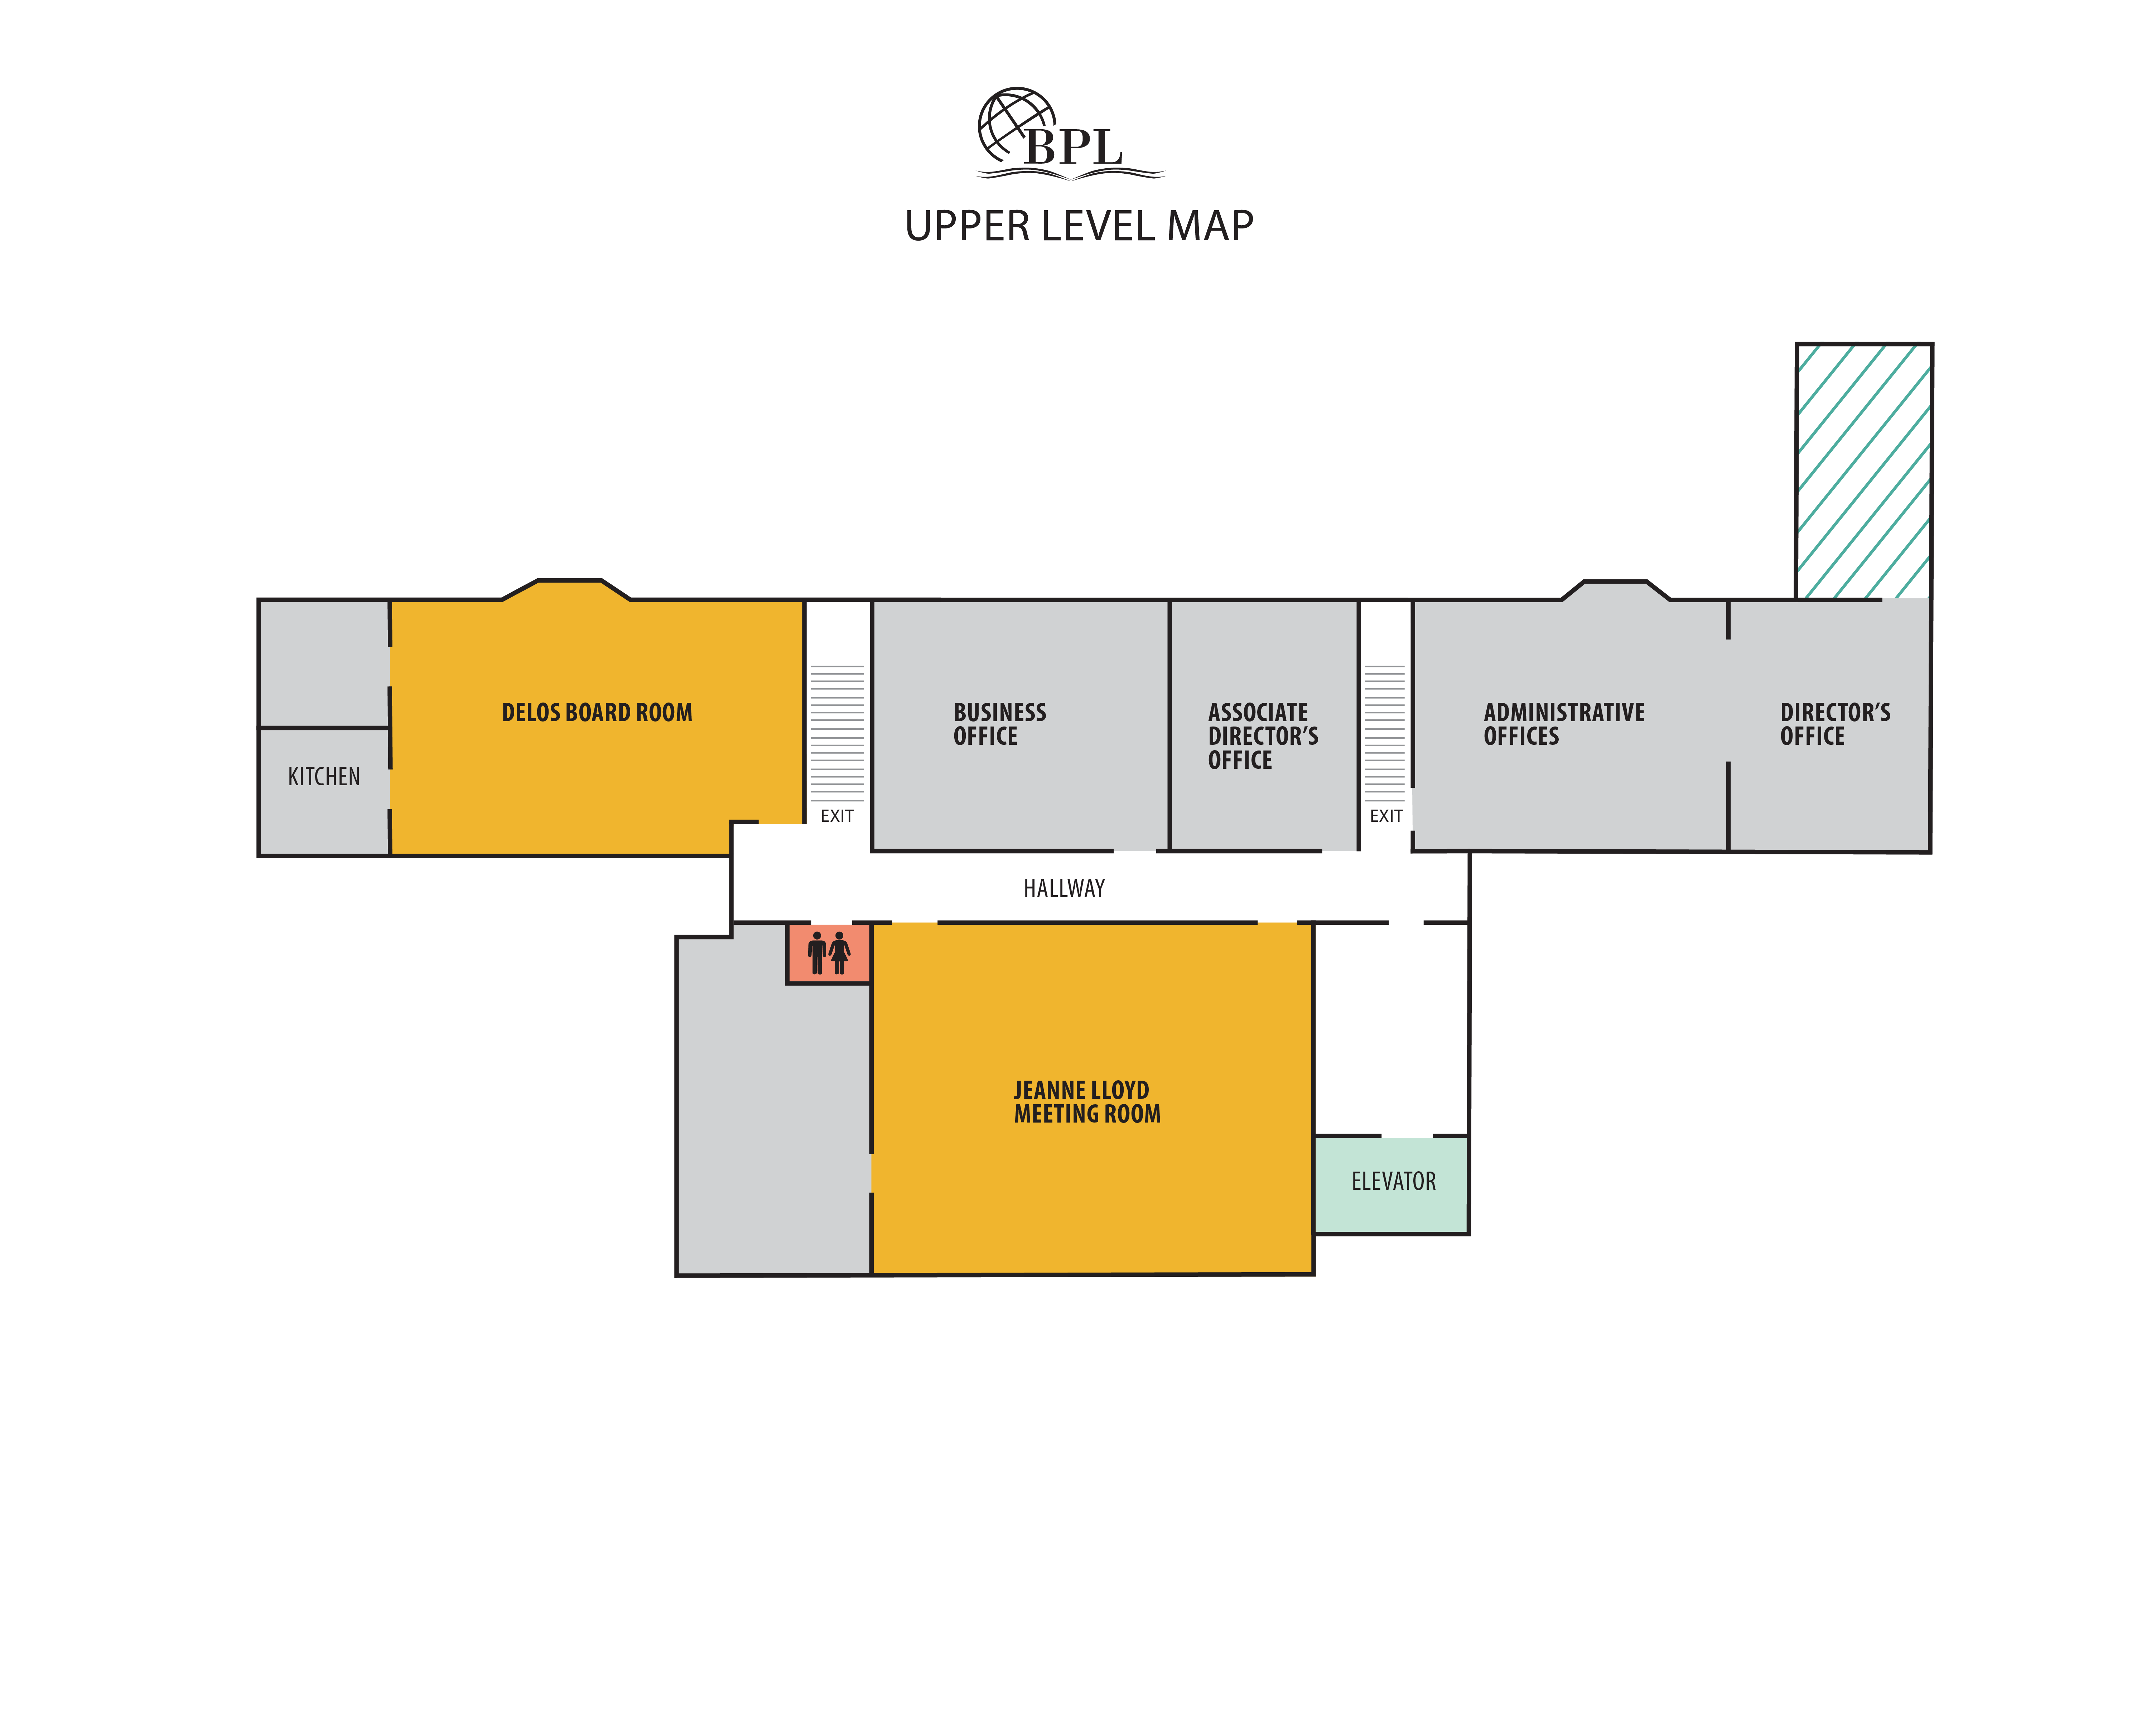 BPL
UPPER LEVEL MAP
DELOS BOARD ROOM
KITCHEN
EXIT
BUSINESS
OFFICE
ASSOCIATE
DIRECTOR’S
OFFICE
EXIT
ADMINISTRATIVE
OFFICES
DIRECTOR’S
OFFICE
HALLWAY
JEANNE LLOYD
MEETING ROOM
ELEVATOR